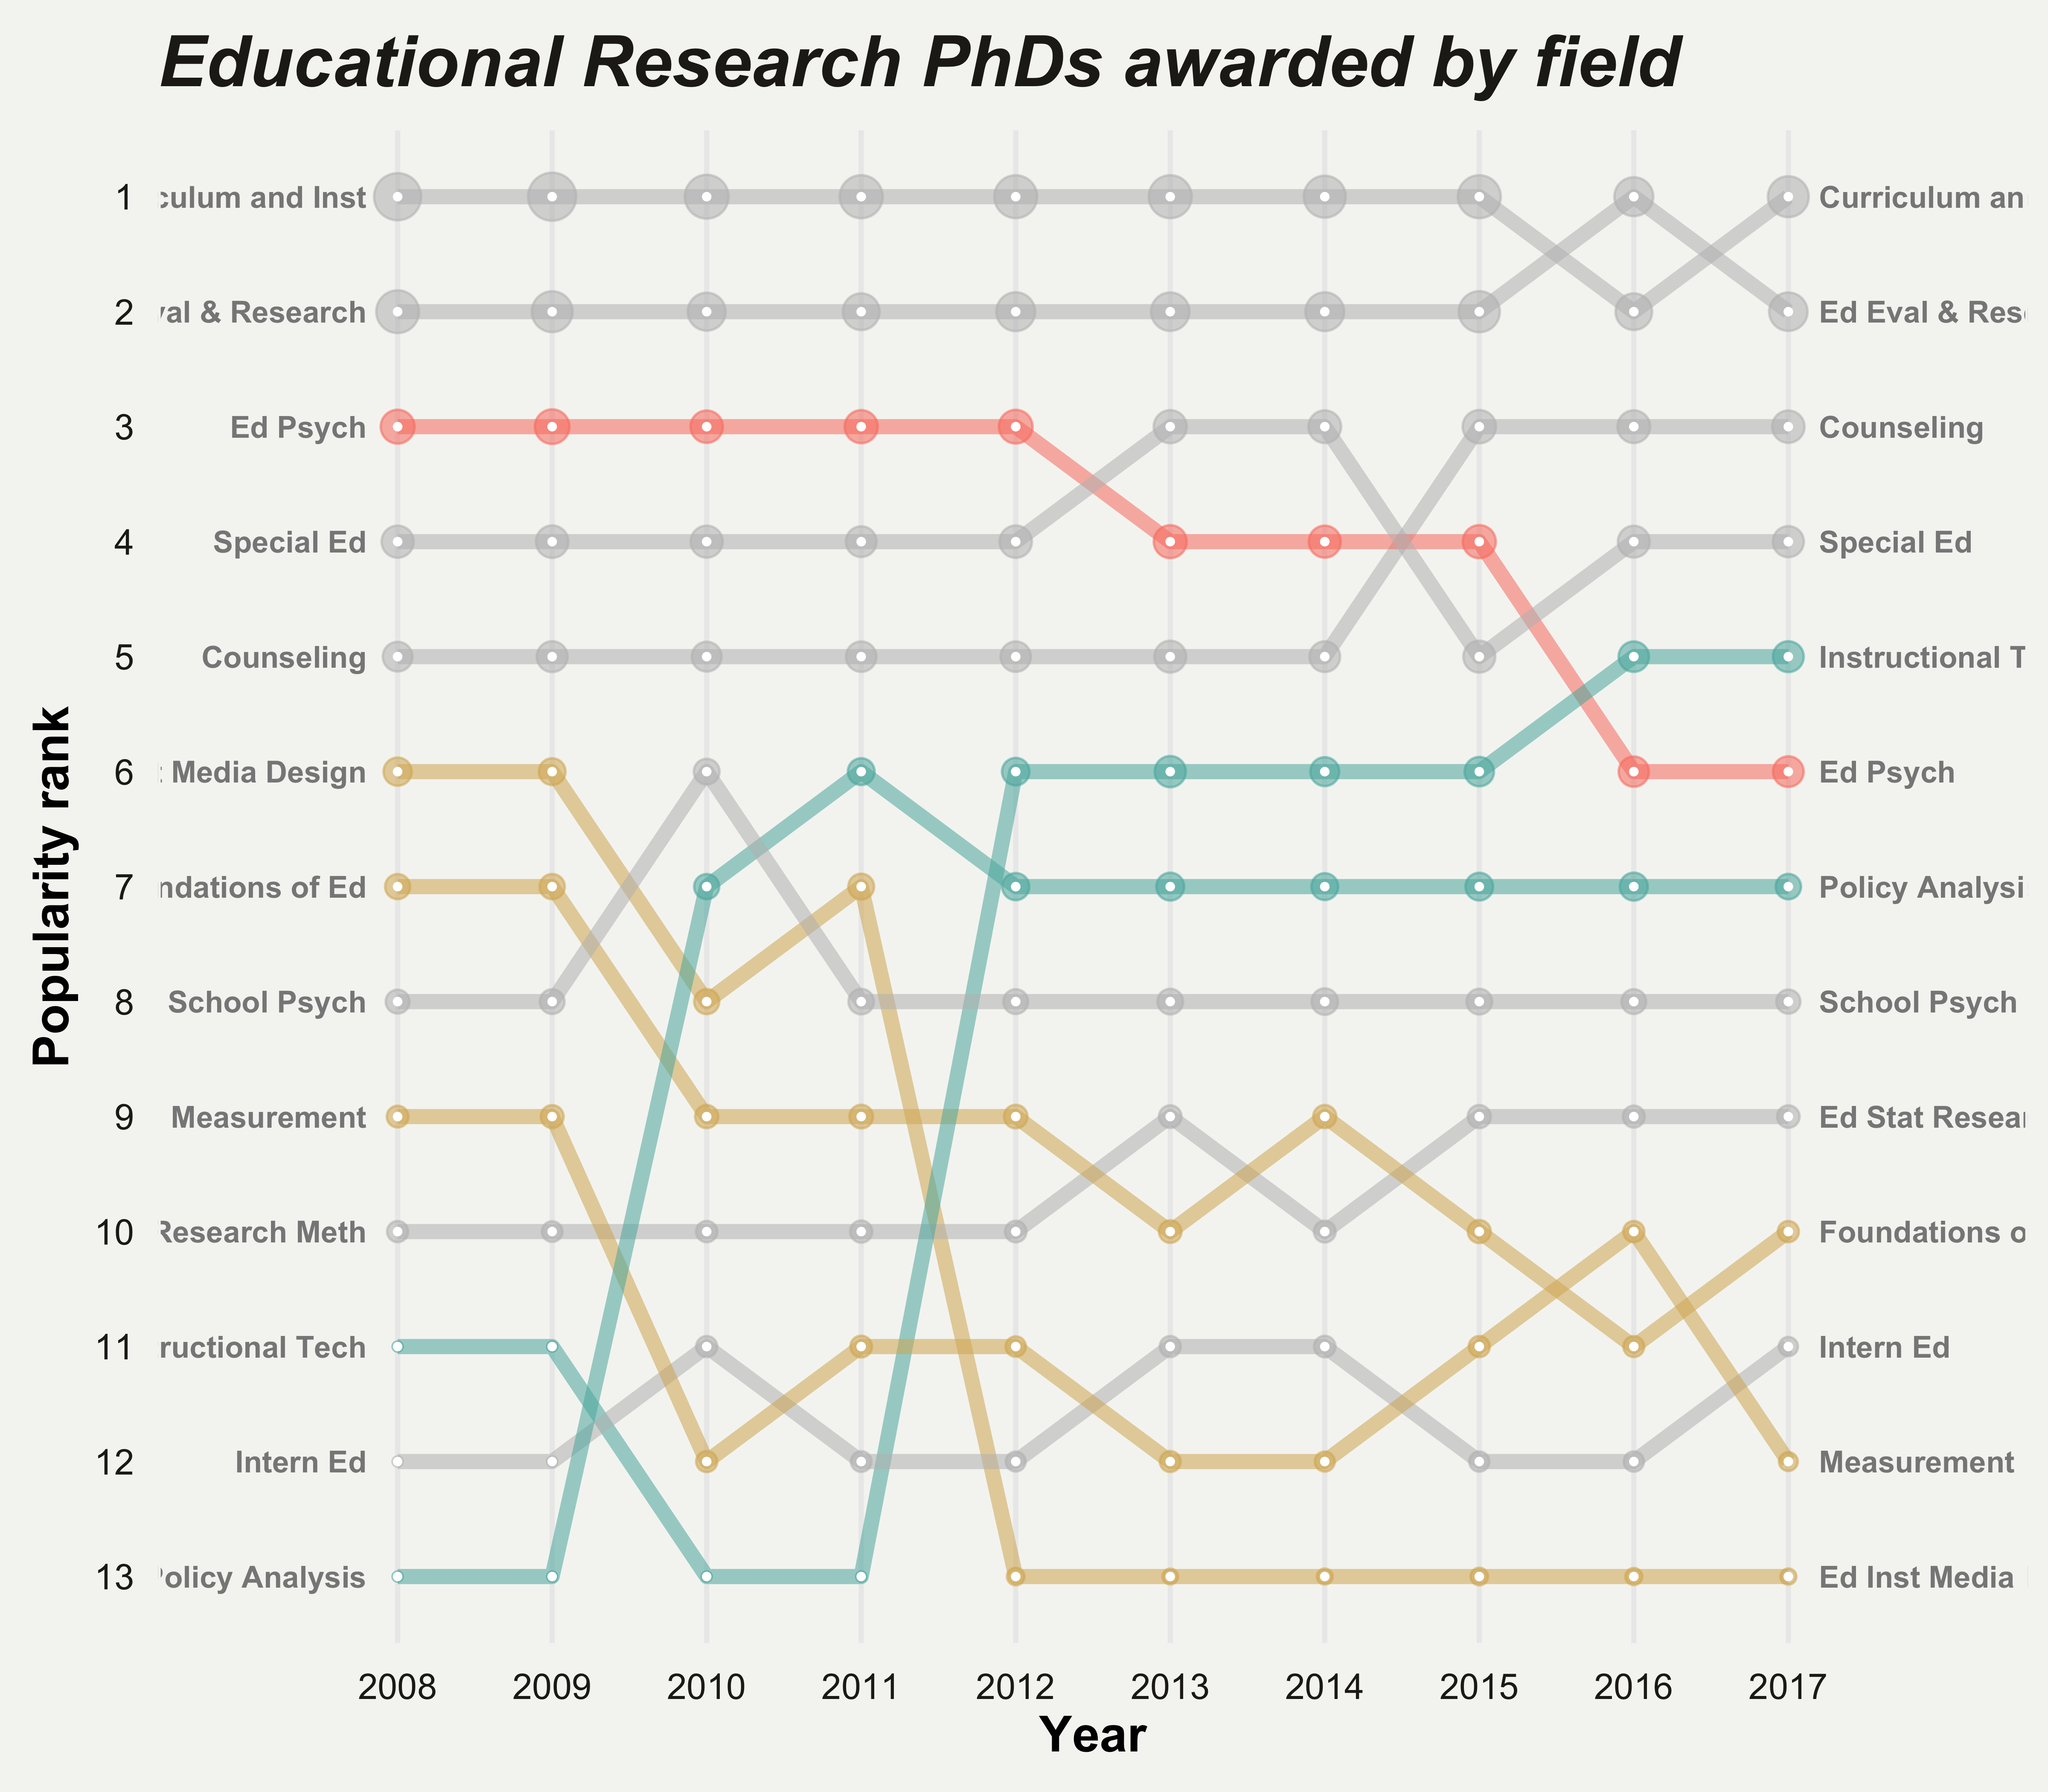 Educational Research PhDs awarded by field
Popularity rank
1 culum and Inst Curriculum an
2 val & Research Ed Eval & Res
3 Ed Psych Counseling
4 Special Ed Special Ed
5 Counseling Instructional T
6 Media Design Ed Psych
7 ndations of Ed Policy Analysi
8 School Psych School Psych
9 Measurement Ed Stat Resear
10 Research Meth Foundations o
11 ructional Tech Intern Ed
12 Intern Ed Measurement
13 Policy Analysis Ed Inst Media
2008 2009 2010 2011 2012 2013 2014 2015 2016 2017
Year